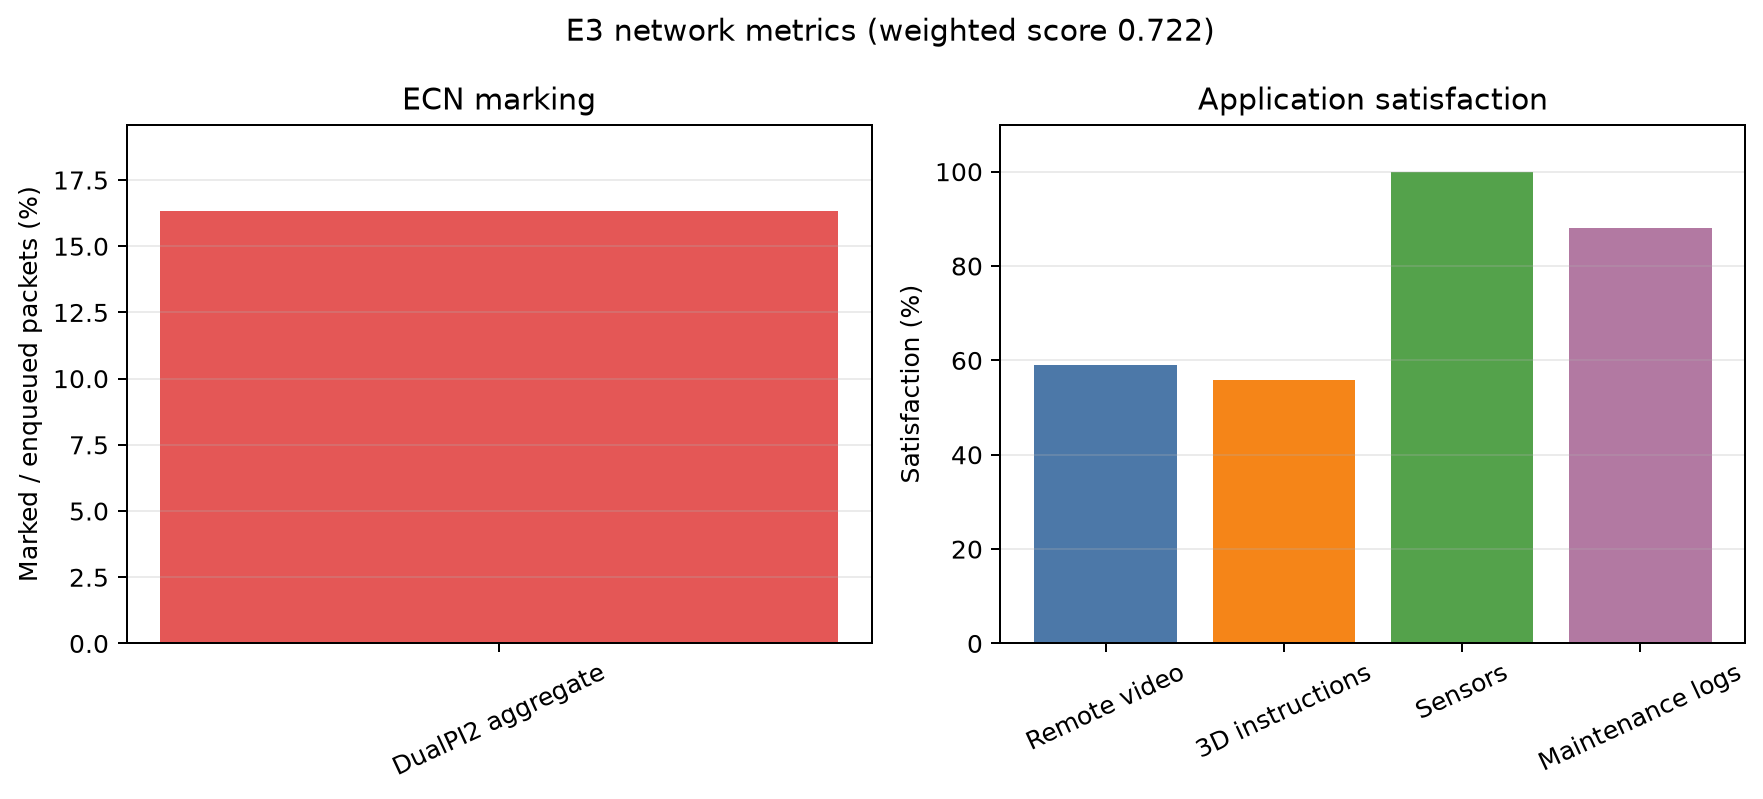 E3 network metrics (weighted score 0.722)
ECN marking
Marked / enqueued packets (%)
17.5
15.0
12.5
10.0
7.5
5.0
2.5
0.0
DualPI2 aggregate
Application satisfaction
Satisfaction (%)
100
80
60
40
20
0
Remote video
3D instructions
Sensors
Maintenance logs